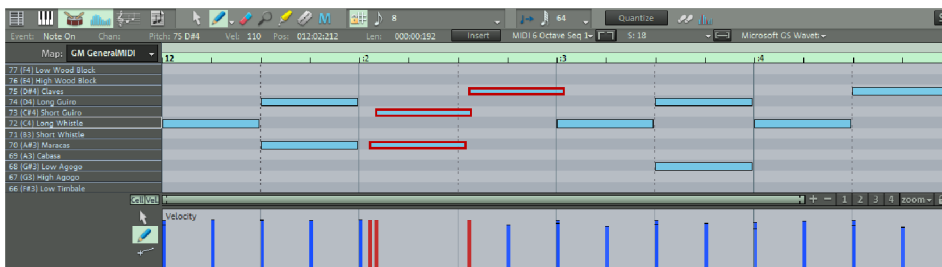 M 8 64 Quantize S
Event: Note On Chan: Pitch: 75 D#4 Vel: 110 Pos: 012:02:212 Len: 000:00:192 Insert MIDI 6 Octave Seq 1 S: 18 Microsoft GS Waveti
Map: GM GeneralMIDI 12 :2 :3 :4
77 (F4) Low Wood Block
76 (E4) High Wood Block
75 (D#4) Claves
74 (D4) Long Guiro
73 (C#4) Short Guiro
72 (C4) Long Whistle
71 (B3) Short Whistle
70 (A#3) Maracas
69 (A3) Cabasa
68 (G#3) Low Agogo
67 (G3) High Agogo
66 (F#3) Low Timbale
Sel Vel + - 1 2 3 4 zoom
Velocity